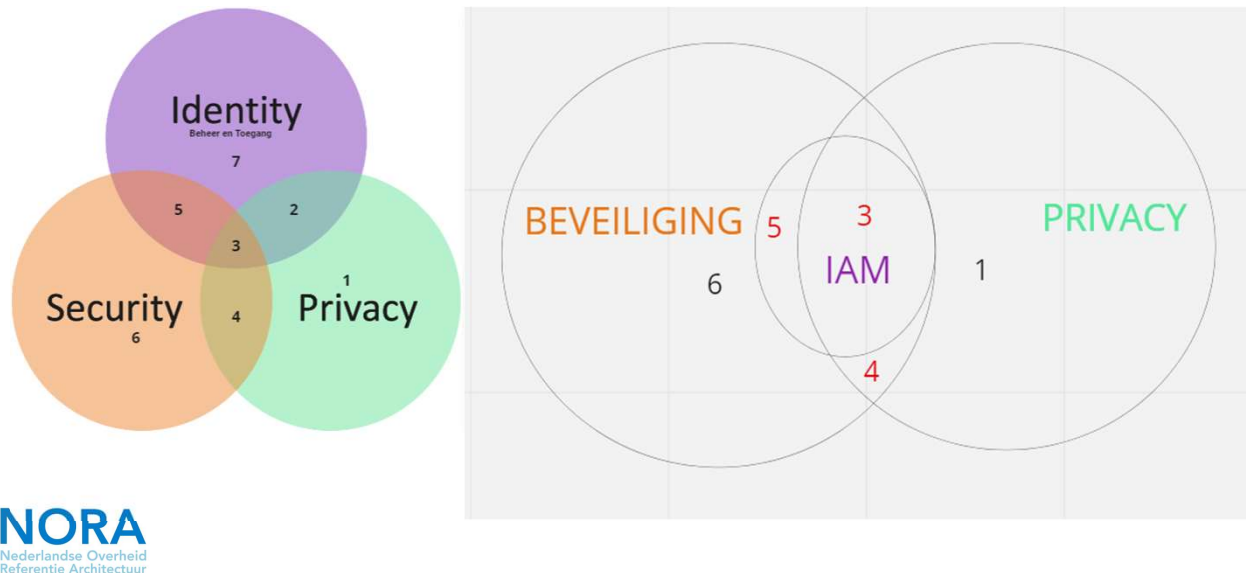 Identity
Beheer en Toegang
7
5
2
3
1
Security
Privacy
4
6
BEVEILIGING
5
3
PRIVACY
IAM
6
1
4
NORA
Nederlandse Overheid
Referentie Architectuur